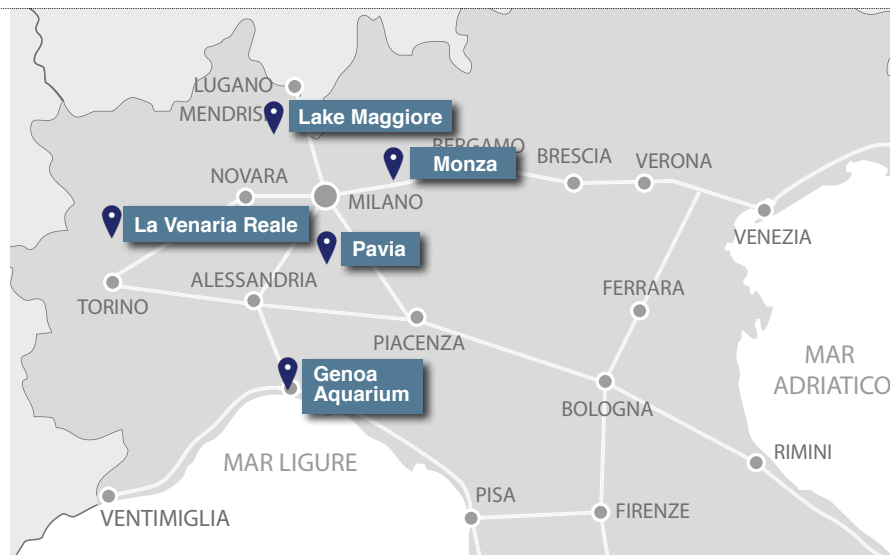 LUGANO
MENDRIS
Lake Maggiore
BERGAMO
Monza
BRESCIA
VERONA
NOVARA
MILANO
La Venaria Reale
VENEZIA
Pavia
ALESSANDRIA
FERRARA
TORINO
PIACENZA
MAR
ADRIATICO
Genoa
Aquarium
BOLOGNA
MAR LIGURE
RIMINI
PISA
FIRENZE
VENTIMIGLIA